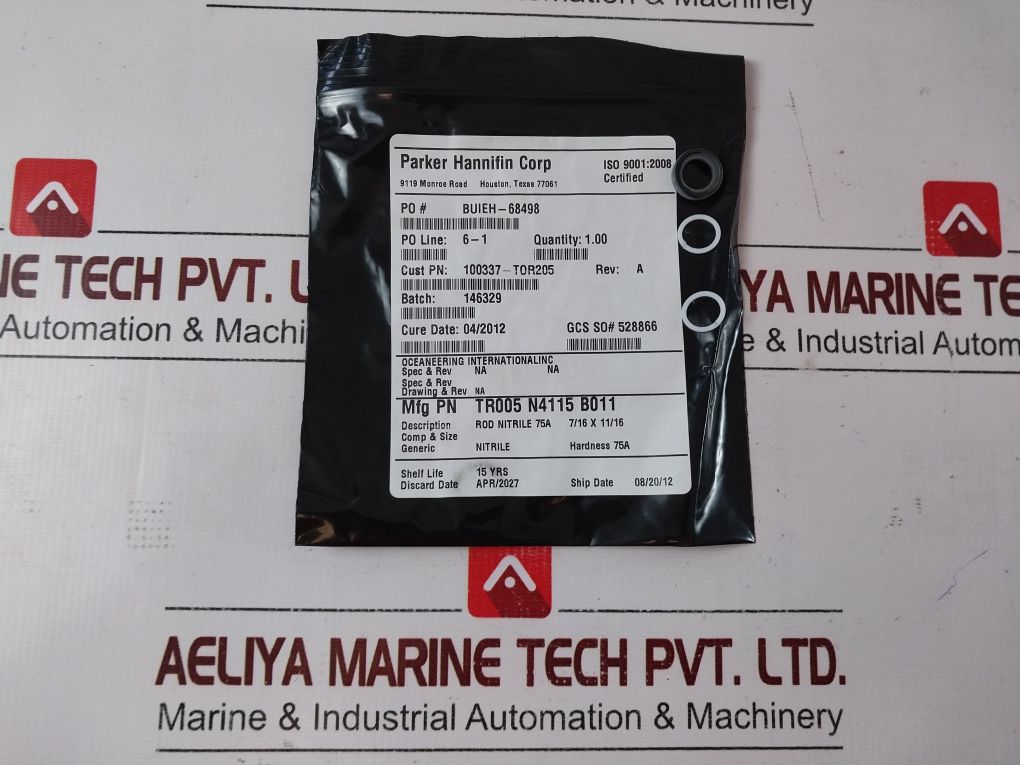 omation & Machinery
Parker Hannifin Corp ISO 9001:2008
Certified
9119 Monroe Road Houston, Texas 77061
PO # BUIEH-68498
PO Line: 6-1 Quantity: 1.00
Cust PN: 100337-TOR205 Rev: A
Batch: 146329
Cure Date: 04/2012 GCS SO# 528866
OCEANEERING INTERNATIONALINC
Spec & Rev NA NA
Spec & Rev
Drawing & Rev NA
Mfg PN TR005 N4115 B011
Description ROD NITRILE 75A 7/16 X 11/16
Comp & Size
Generic NITRILE Hardness 75A
Shelf Life 15 YRS
Discard Date APR/2027 Ship Date 08/20/12
NE TECH PVT. L
Automation & Machin
YA MARINE TE
e & Industrial Autom
AELIYA MARINE TECH PVT. LTD.
Marine & Industrial Automation & Machinery